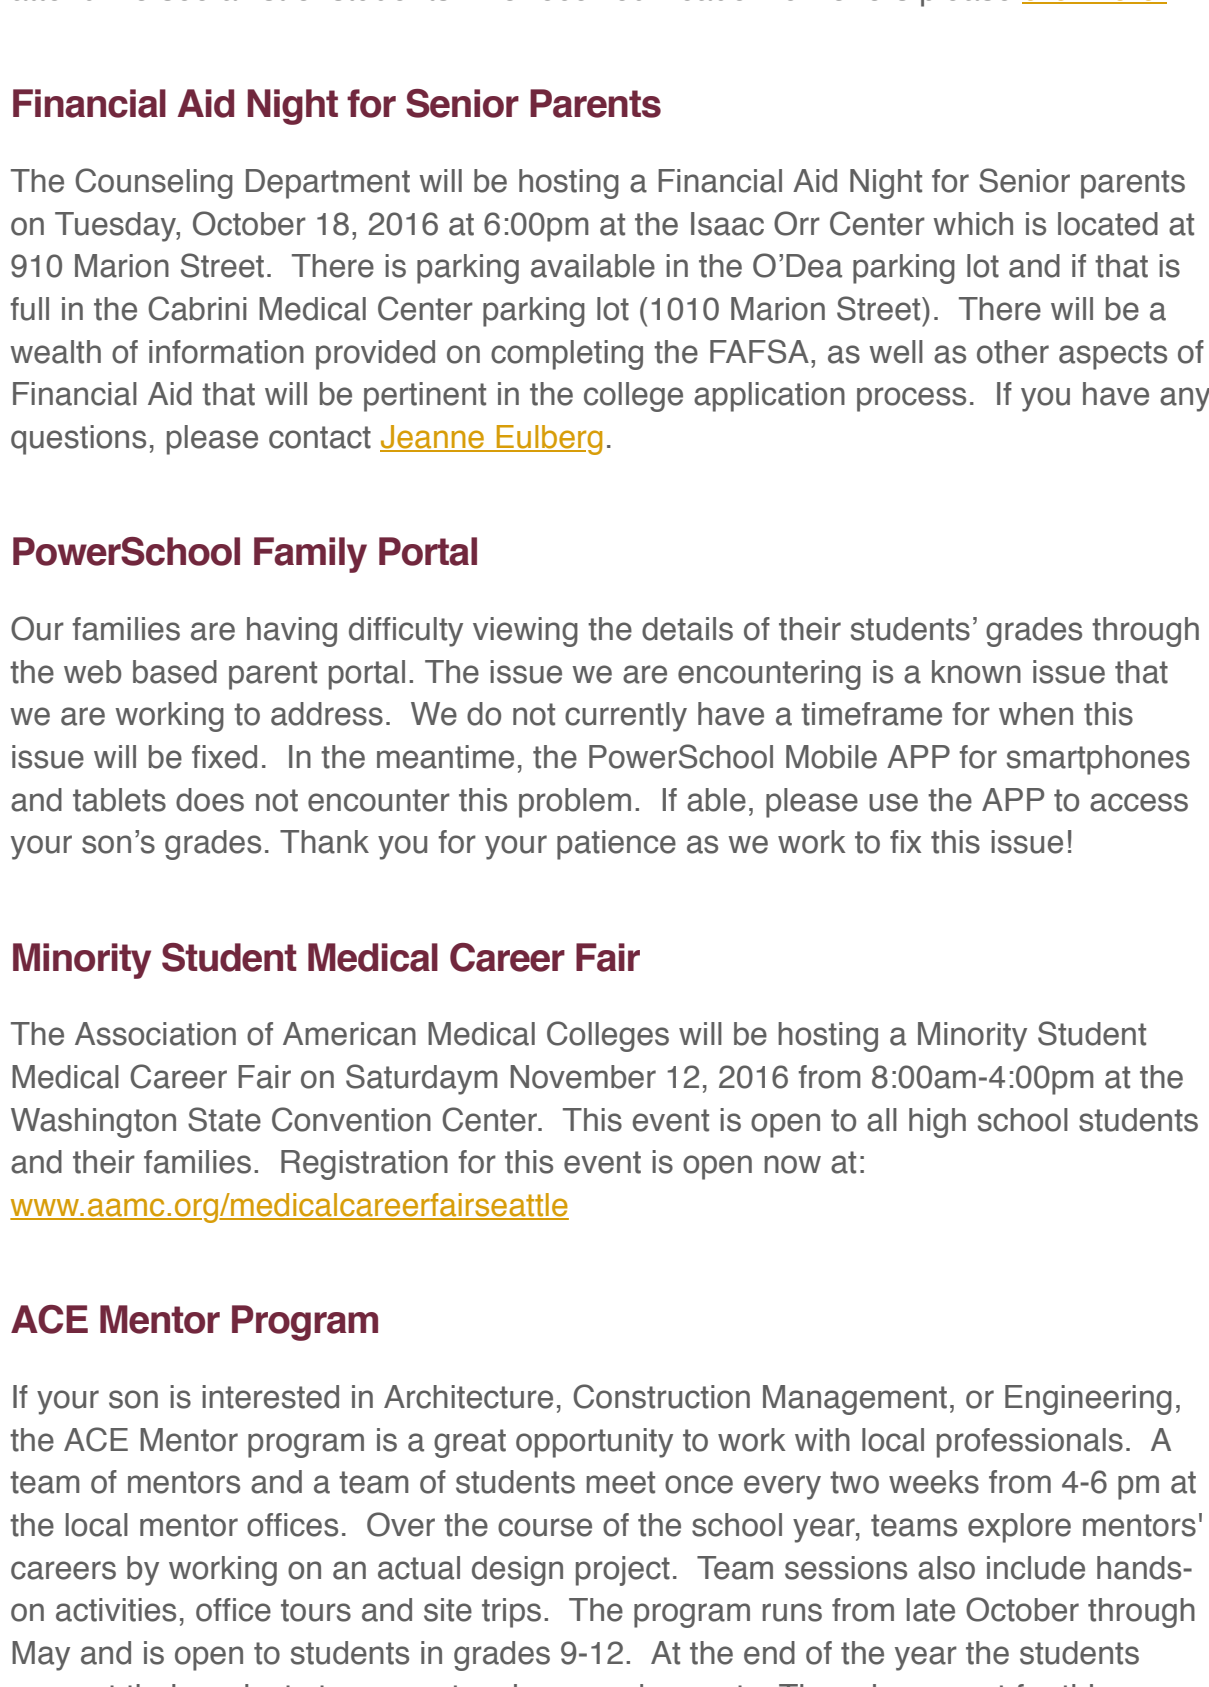 Financial Aid Night for Senior Parents
The Counseling Department will be hosting a Financial Aid Night for Senior parents
on Tuesday, October 18, 2016 at 6:00pm at the Isaac Orr Center which is located at
910 Marion Street.  There is parking available in the O’Dea parking lot and if that is
full in the Cabrini Medical Center parking lot (1010 Marion Street).  There will be a
wealth of information provided on completing the FAFSA, as well as other aspects of
Financial Aid that will be pertinent in the college application process.  If you have any
questions, please contact Jeanne Eulberg.
PowerSchool Family Portal
Our families are having difficulty viewing the details of their students’ grades through
the web based parent portal. The issue we are encountering is a known issue that
we are working to address.  We do not currently have a timeframe for when this
issue will be fixed.  In the meantime, the PowerSchool Mobile APP for smartphones
and tablets does not encounter this problem.  If able, please use the APP to access
your son’s grades. Thank you for your patience as we work to fix this issue!
Minority Student Medical Career Fair
The Association of American Medical Colleges will be hosting a Minority Student
Medical Career Fair on Saturdaym November 12, 2016 from 8:00am-4:00pm at the
Washington State Convention Center.  This event is open to all high school students
and their families.  Registration for this event is open now at:
www.aamc.org/medicalcareerfairseattle
ACE Mentor Program
If your son is interested in Architecture, Construction Management, or Engineering,
the ACE Mentor program is a great opportunity to work with local professionals.  A
team of mentors and a team of students meet once every two weeks from 4-6 pm at
the local mentor offices.  Over the course of the school year, teams explore mentors'
careers by working on an actual design project.  Team sessions also include hands-
on activities, office tours and site trips.  The program runs from late October through
May and is open to students in grades 9-12.  At the end of the year the students